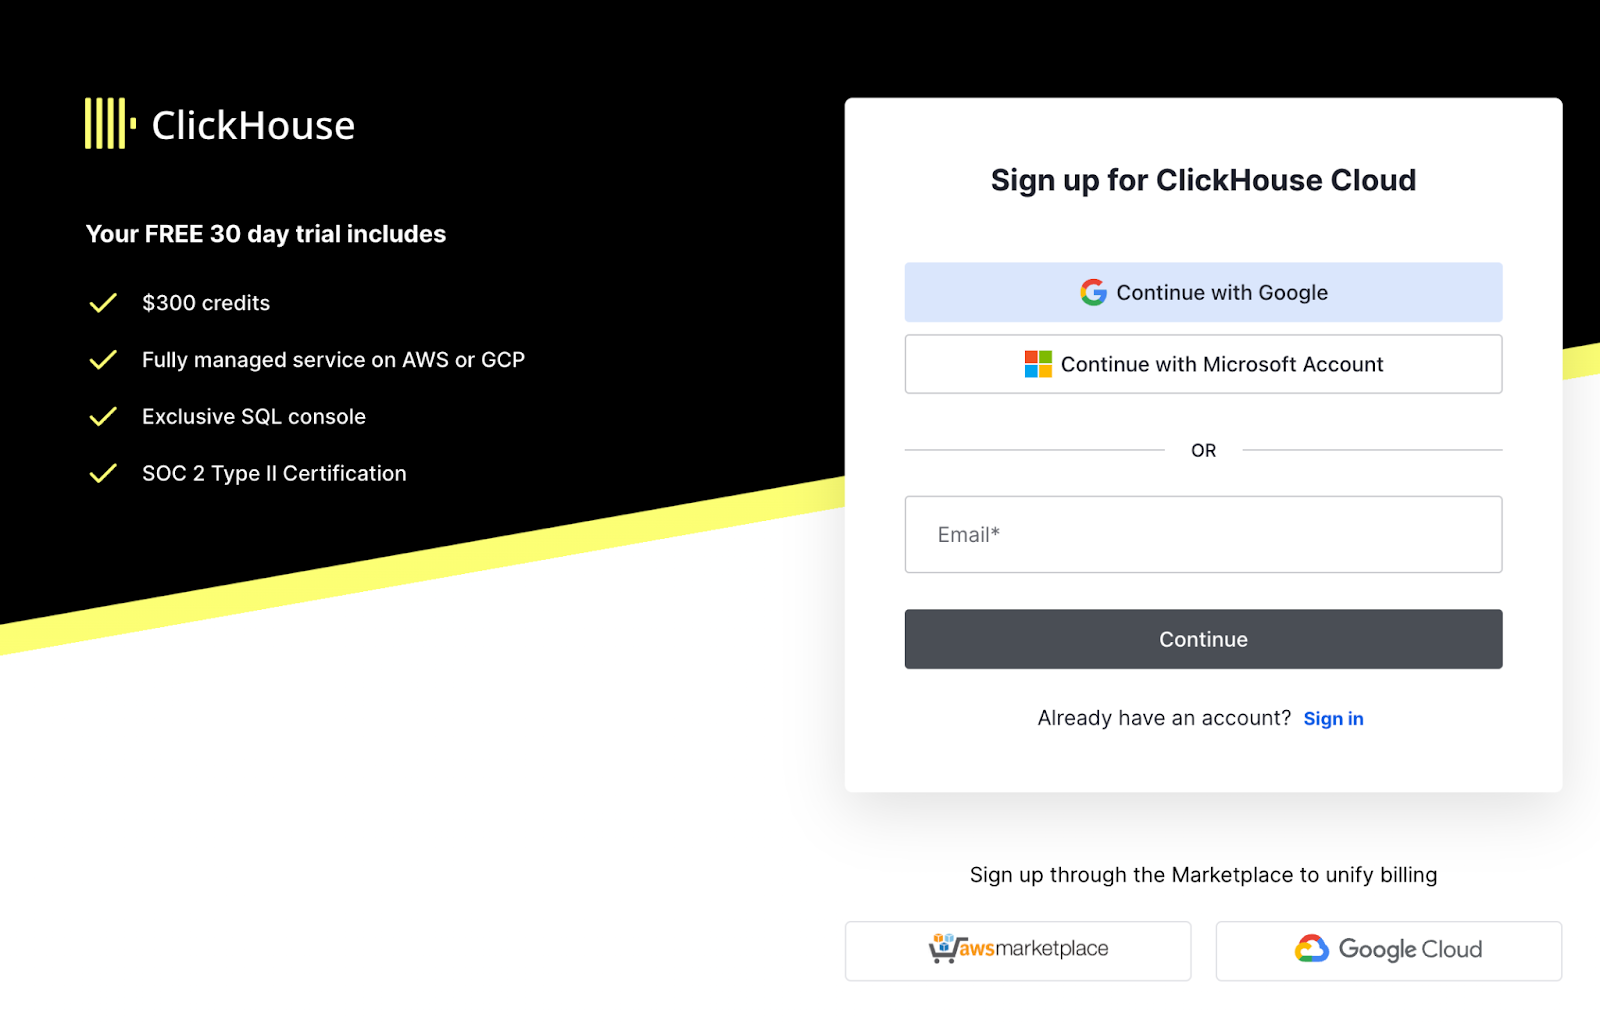 ClickHouse
Your FREE 30 day trial includes
$300 credits
Fully managed service on AWS or GCP
Exclusive SQL console
SOC 2 Type II Certification
Sign up for ClickHouse Cloud
Continue with Google
Continue with Microsoft Account
OR
Email*
Continue
Already have an account? Sign in
Sign up through the Marketplace to unify billing
awsmarketplace
Google Cloud